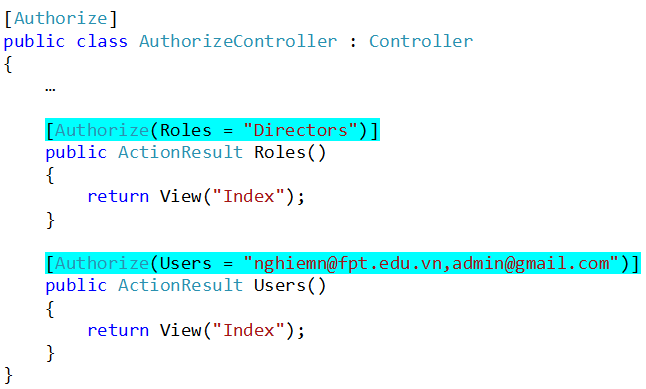 [Authorize]
public class AuthorizeController : Controller
{
…
[Authorize(Roles = "Directors")]
public ActionResult Roles()
{
return View("Index");
}
[Authorize(Users = "nghiemn@fpt.edu.vn,admin@gmail.com")]
public ActionResult Users()
{
return View("Index");
}
}